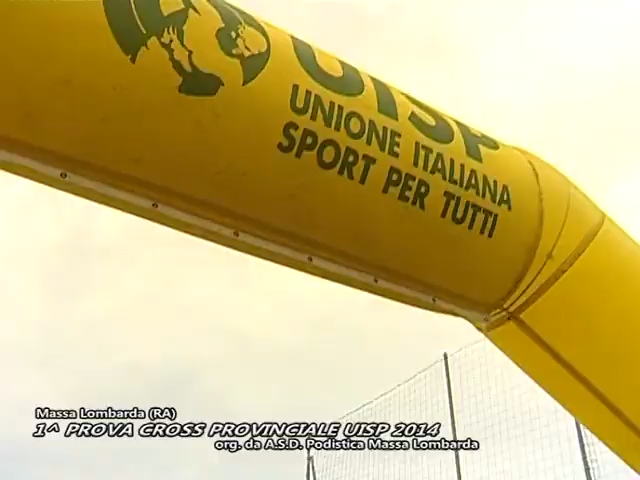 UISP
UNIONE ITALIANA
SPORT PER TUTTI
Massa Lombarda (RA)
1^ PROVA CROSS PROVINCIALE UISP 2014
org. da A.S.D. Podistica Massa Lombarda